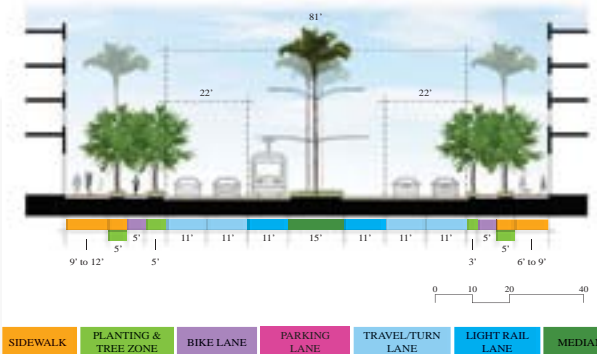 81'
22' 22'
11' 11' 11' 15' 11' 11' 11'
5' 5' 3' 5'
5' 5'
9' to 12' 6' to 9'
0 10 20 40
SIDEWALK PLANTING & TREE ZONE BIKE LANE PARKING LANE TRAVEL/TURN LANE LIGHT RAIL LANE MEDIAN